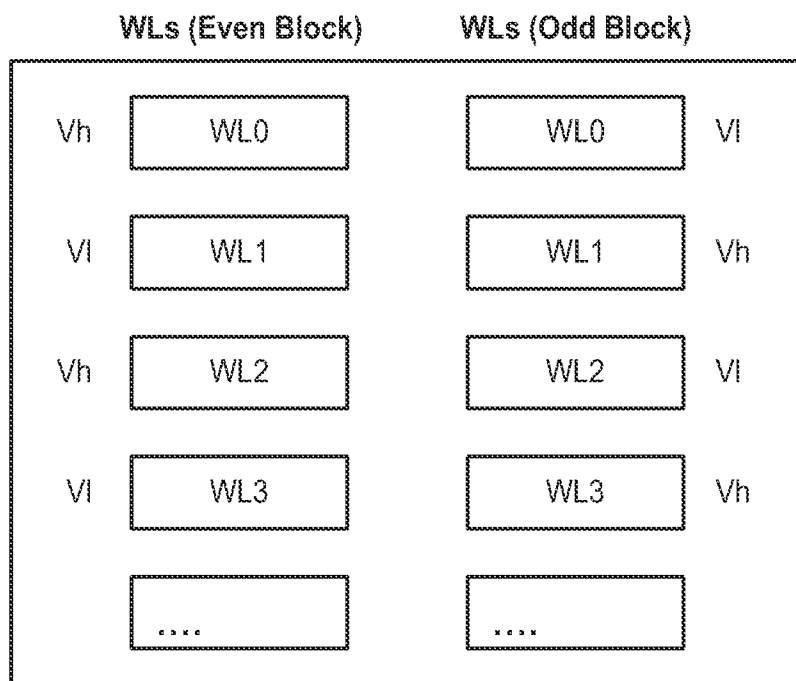 WLs (Even Block) WLs (Odd Block)
Vh WL0 WL0 Vl
Vl WL1 WL1 Vh
Vh WL2 WL2 Vl
Vl WL3 WL3 Vh
.... ....